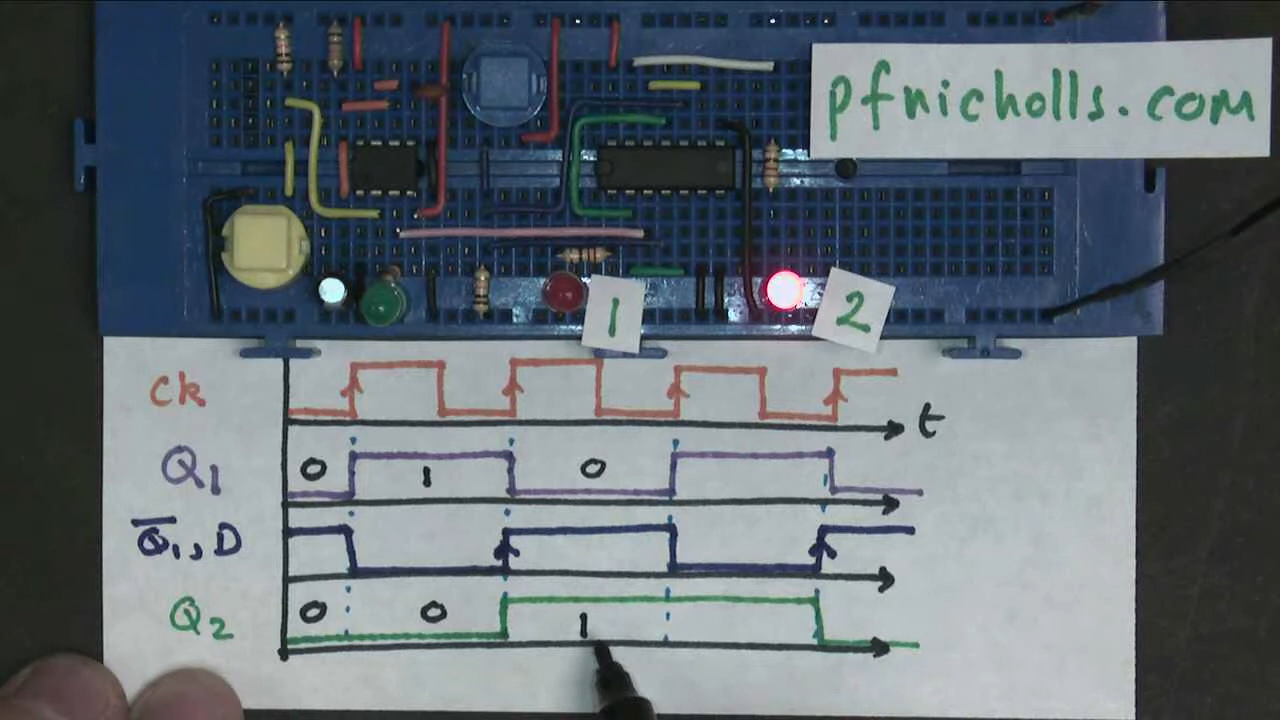 pfnicholls.com
1
2
Ck
t
Q1
0 1 0
Q̅1, D
Q2
0 0 1